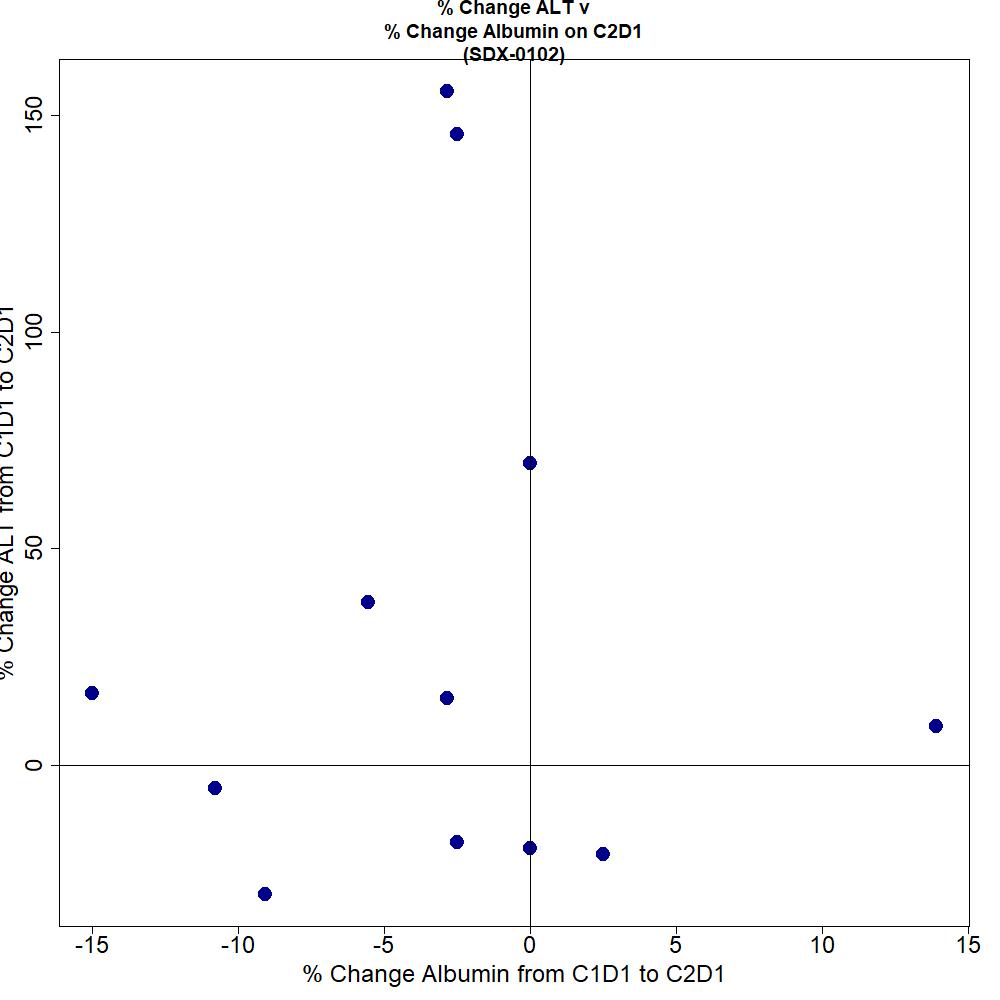 % Change ALT v
% Change Albumin on C2D1
(SDX-0102)
% Change ALT from C1D1 to C2D1
150
100
50
0
-15 -10 -5 0 5 10 15
% Change Albumin from C1D1 to C2D1